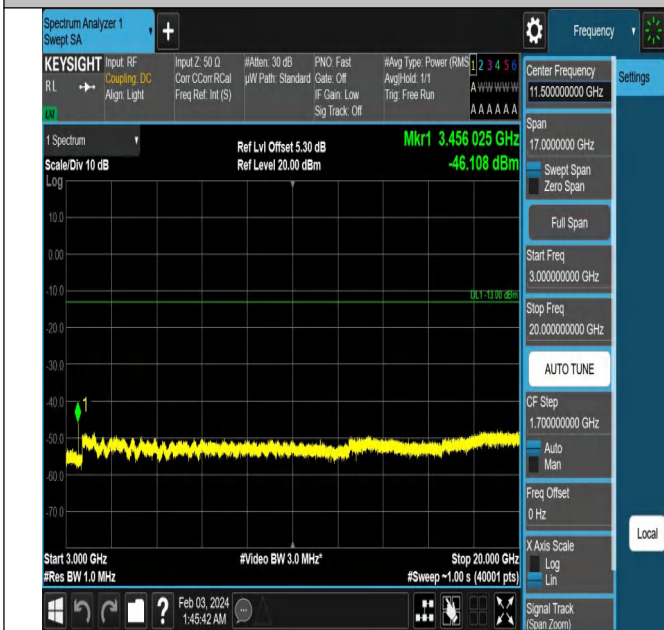 Spectrum Analyzer 1
Swept SA
+
Frequency
KEYSIGHT
RL
Input: RF
Coupling: DC
Align: Light
Input Z: 50 Ω
Corr CCorr RCal
Freq Ref: Int (S)
#Atten: 30 dB
µW Path: Standard
PNO: Fast
Gate: Off
IF Gain: Low
Sig Track: Off
#Avg Type: Power (RMS
Avg|Hold: 1/1
Trig: Free Run
1 2 3 4 5 6
A W W W W W
A A A A A A
1 Spectrum
Scale/Div 10 dB
Ref Lvl Offset 5.30 dB
Ref Level 20.00 dBm
Mkr1 3.456 025 GHz
-46.108 dBm
Log
10.0
0.00
-10.0
DL1 -13.00 dBm
-20.0
-30.0
-40.0
1
-50.0
-60.0
-70.0
Start 3.000 GHz
#Res BW 1.0 MHz
#Video BW 3.0 MHz*
Stop 20.000 GHz
#Sweep ~1.00 s (40001 pts)
Feb 03, 2024
1:45:42 AM
Center Frequency
11.500000000 GHz
Settings
Span
17.0000000 GHz
Swept Span
Zero Span
Full Span
Start Freq
3.000000000 GHz
Stop Freq
20.000000000 GHz
AUTO TUNE
CF Step
1.700000000 GHz
Auto
Man
Freq Offset
0 Hz
X Axis Scale
Log
Lin
Local
Signal Track
(Span Zoom)